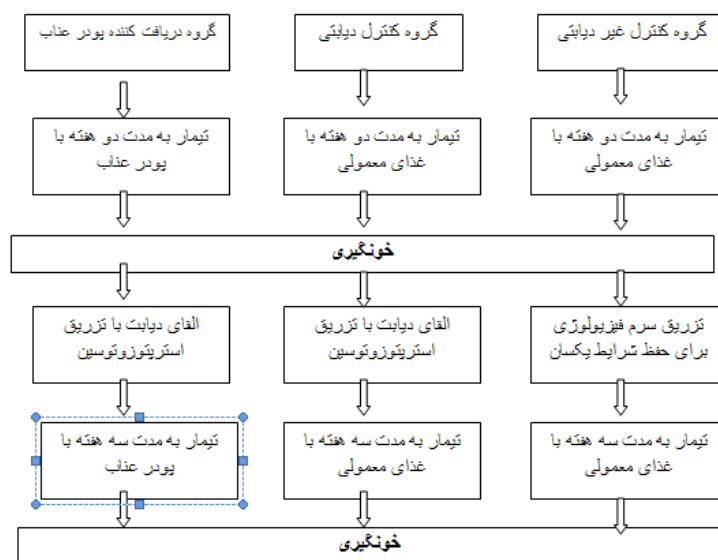 گروه کنترل غیر دیابتی
گروه کنترل دیابتی
گروه دریافت کننده پودر عناب
تیمار به مدت دو هفته با
غذای معمولی
تیمار به مدت دو هفته با
غذای معمولی
تیمار به مدت دو هفته با
پودر عناب
خونگیری
تزریق سرم فیزیولوژی
برای حفظ شرایط یکسان
القای دیابت با تزریق
استرپتوزوتوسین
القای دیابت با تزریق
استرپتوزوتوسین
تیمار به مدت سه هفته با
غذای معمولی
تیمار به مدت سه هفته با
غذای معمولی
تیمار به مدت سه هفته با
پودر عناب
خونگیری